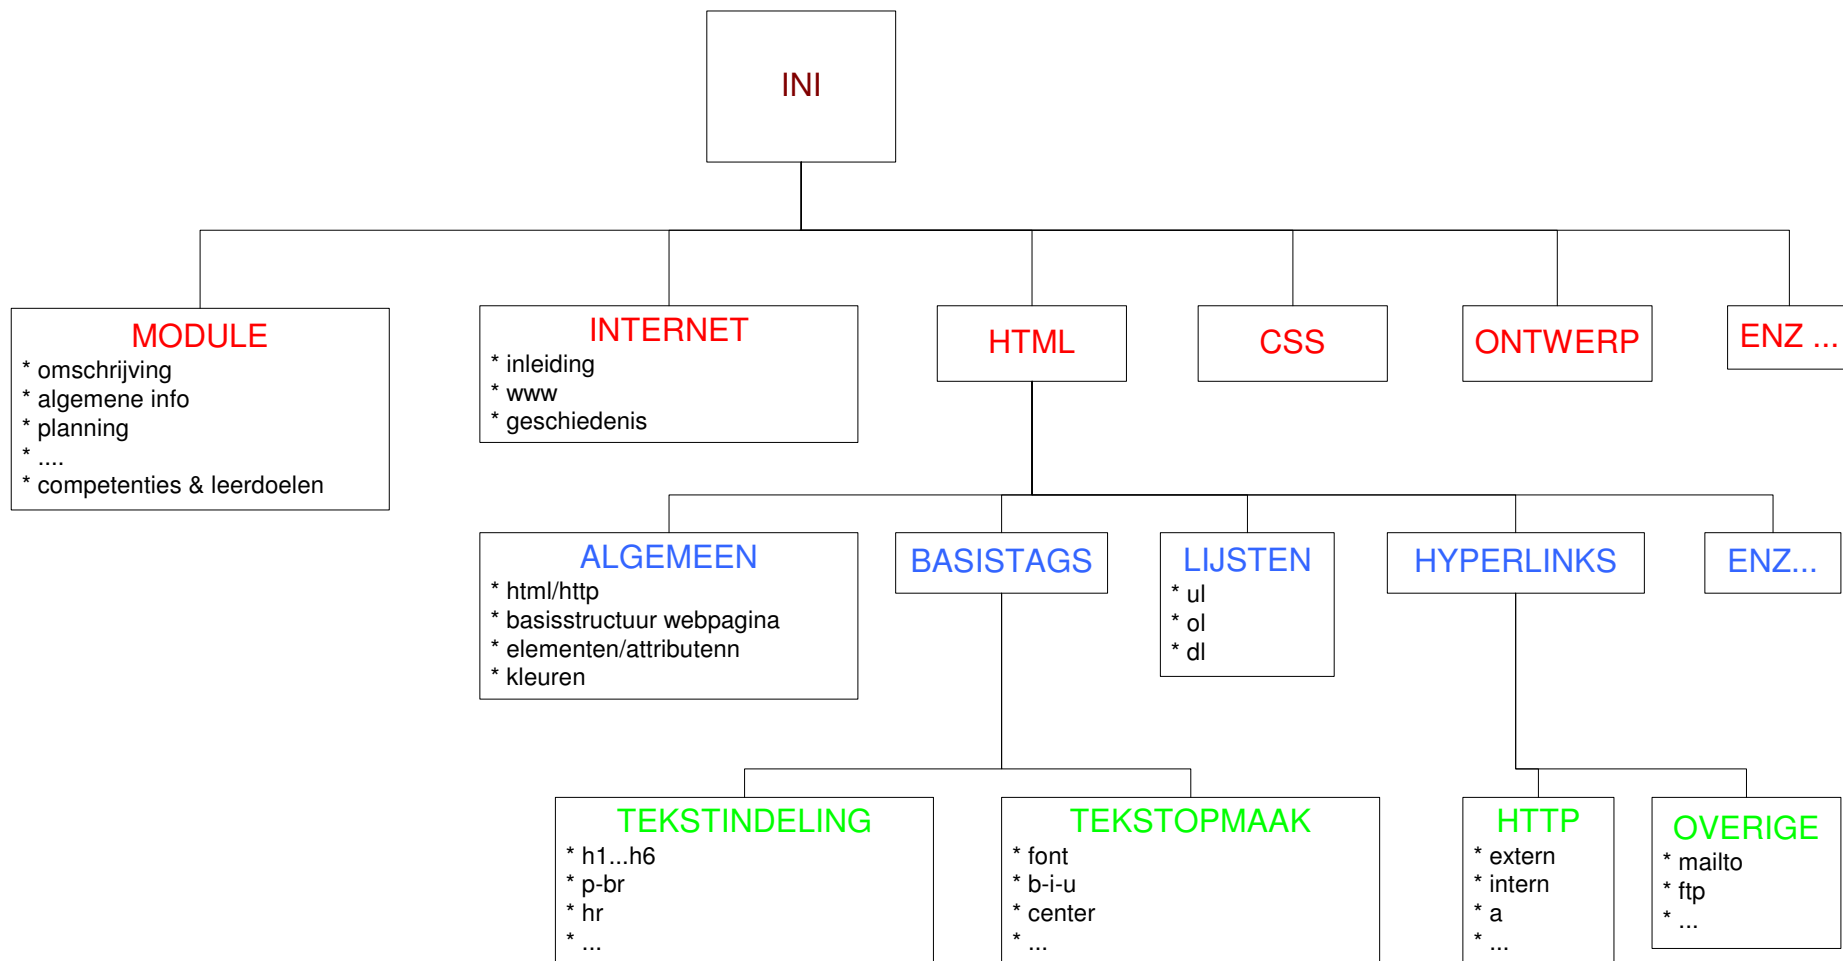 INI
MODULE
* omschrijving
* algemene info
* planning
* ....
* competenties & leerdoelen
INTERNET
* inleiding
* www
* geschiedenis
HTML
CSS
ONTWERP
ENZ ...
ALGEMEEN
* html/http
* basisstructuur webpagina
* elementen/attributenn
* kleuren
BASISTAGS
LIJSTEN
* ul
* ol
* dl
HYPERLINKS
ENZ...
TEKSTINDELING
* h1...h6
* p-br
* hr
* ...
TEKSTOPMAAK
* font
* b-i-u
* center
* ...
HTTP
* extern
* intern
* a
* ...
OVERIGE
* mailto
* ftp
* ...